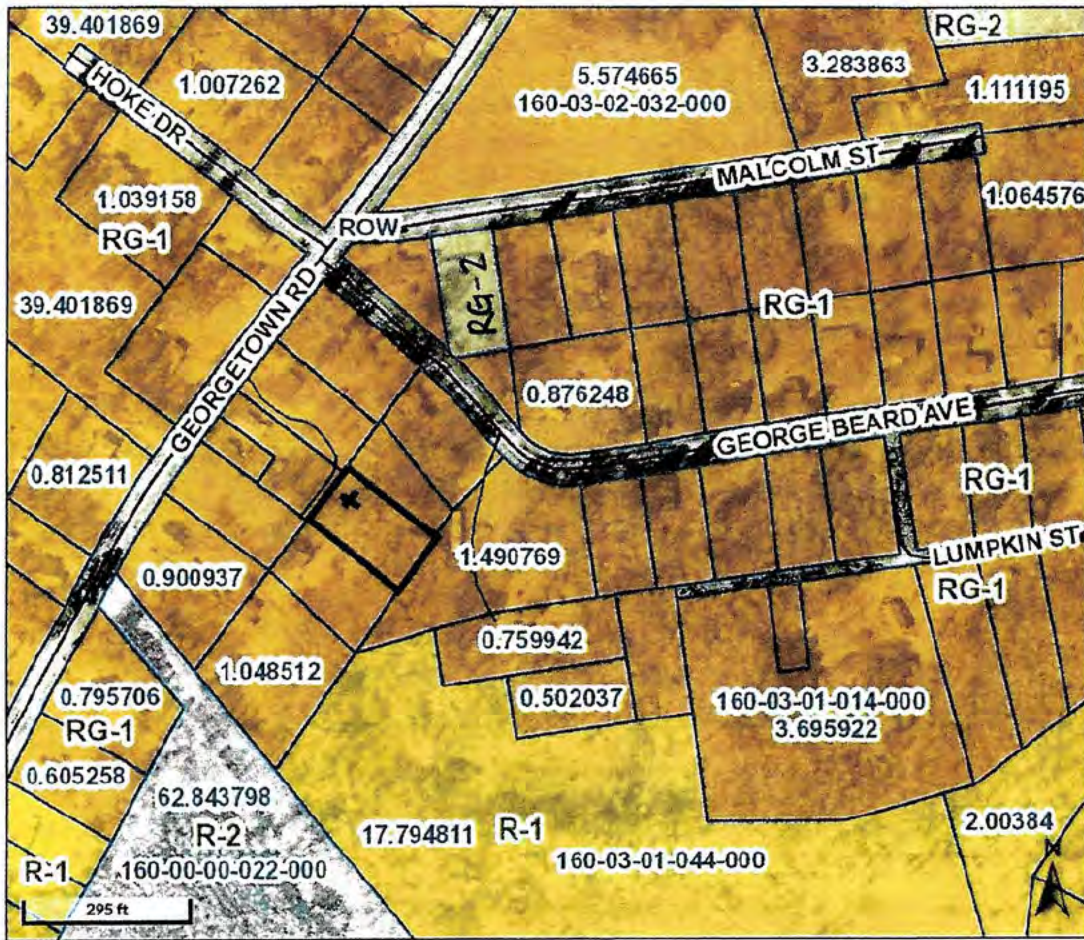 39.401869
RG-2
HOKE DR
1.007262
5.574665
160-03-02-032-000
3.283863
1.111195
MALCOLM ST
1.039158
RG-1
ROW
1.064576
39.401869
GEORGETOWN RD
RG-2
RG-1
0.876248
GEORGE BEARD AVE
0.812511
RG-1
1.490769
LUMPKIN ST
0.900937
RG-1
0.759942
1.048512
0.502037
160-03-01-014-000
3.695922
0.795706
RG-1
0.605258
62.843798
R-2
17.794811
R-1
2.00384
160-00-00-022-000
160-03-01-044-000
R-1
N
295 ft